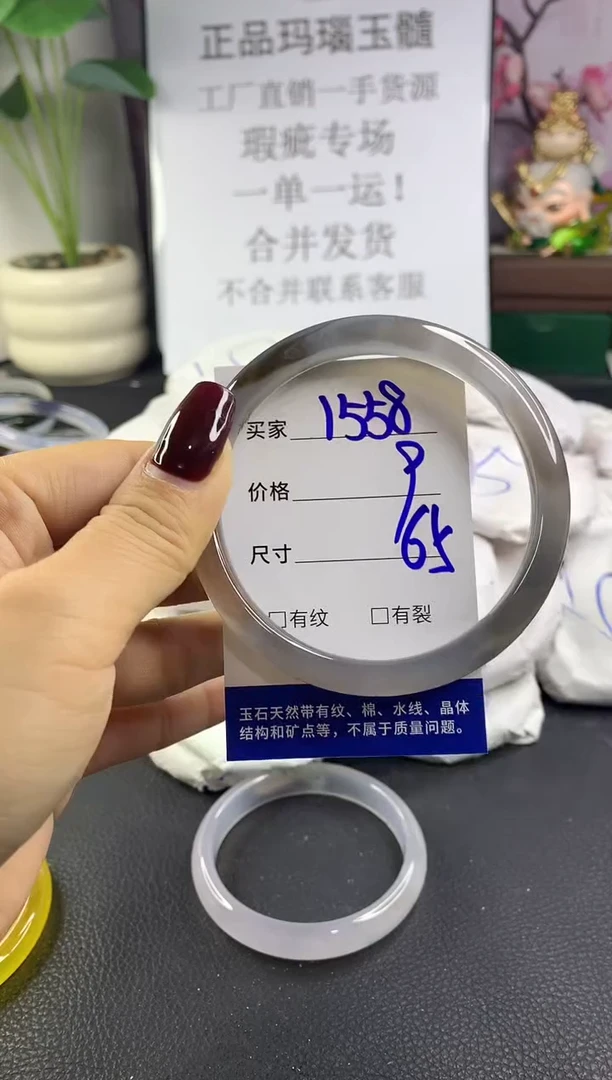 正品玛瑙玉髓
工厂直销一手货源
瑕疵专场
一单一运！
合并发货
不合并联系客服
买家 1558
价格 9
尺寸 65
□有纹 □有裂
玉石天然带有纹、棉、水线、晶体
结构和矿点等，不属于质量问题。